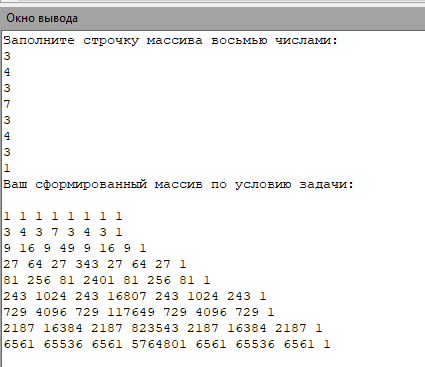 Окно вывода
Заполните строчку массива восьмью числами:
3
4
3
7
3
4
3
1
Ваш сформированный массив по условию задачи:
1 1 1 1 1 1 1 1
3 4 3 7 3 4 3 1
9 16 9 49 9 16 9 1
27 64 27 343 27 64 27 1
81 256 81 2401 81 256 81 1
243 1024 243 16807 243 1024 243 1
729 4096 729 117649 729 4096 729 1
2187 16384 2187 823543 2187 16384 2187 1
6561 65536 6561 5764801 6561 65536 6561 1